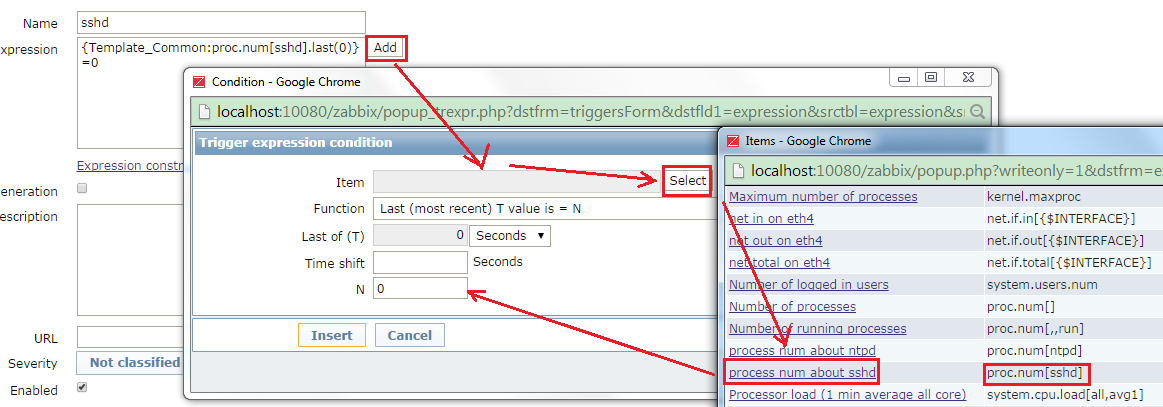 Name sshd
xpression {Template_Common:proc.num[sshd].last(0)} Add
=0
Condition - Google Chrome
localhost:10080/zabbix/popup_trexpr.php?dstfrm=triggersForm&dstfld1=expression&srctbl=expression&s
Trigger expression condition
Item Select
Function Last (most recent) T value is = N
Last of (T) 0 Seconds
Time shift Seconds
N 0
Insert Cancel
Items - Google Chrome
localhost:10080/zabbix/popup.php?writeonly=1&dstfrm=e
Maximum number of processes kernel.maxproc
net in on eth4 net.if.in[{$INTERFACE}]
net out on eth4 net.if.out[{$INTERFACE}]
net total on eth4 net.if.total[{$INTERFACE}]
Number of logged in users system.users.num
Number of processes proc.num[]
Number of running processes proc.num[,,run]
process num about ntpd proc.num[ntpd]
process num about sshd proc.num[sshd]
Processor load (1 min average all core) system.cpu.load[all,avg1]
Expression constr
eneration
escription
URL
Severity Not classified
Enabled